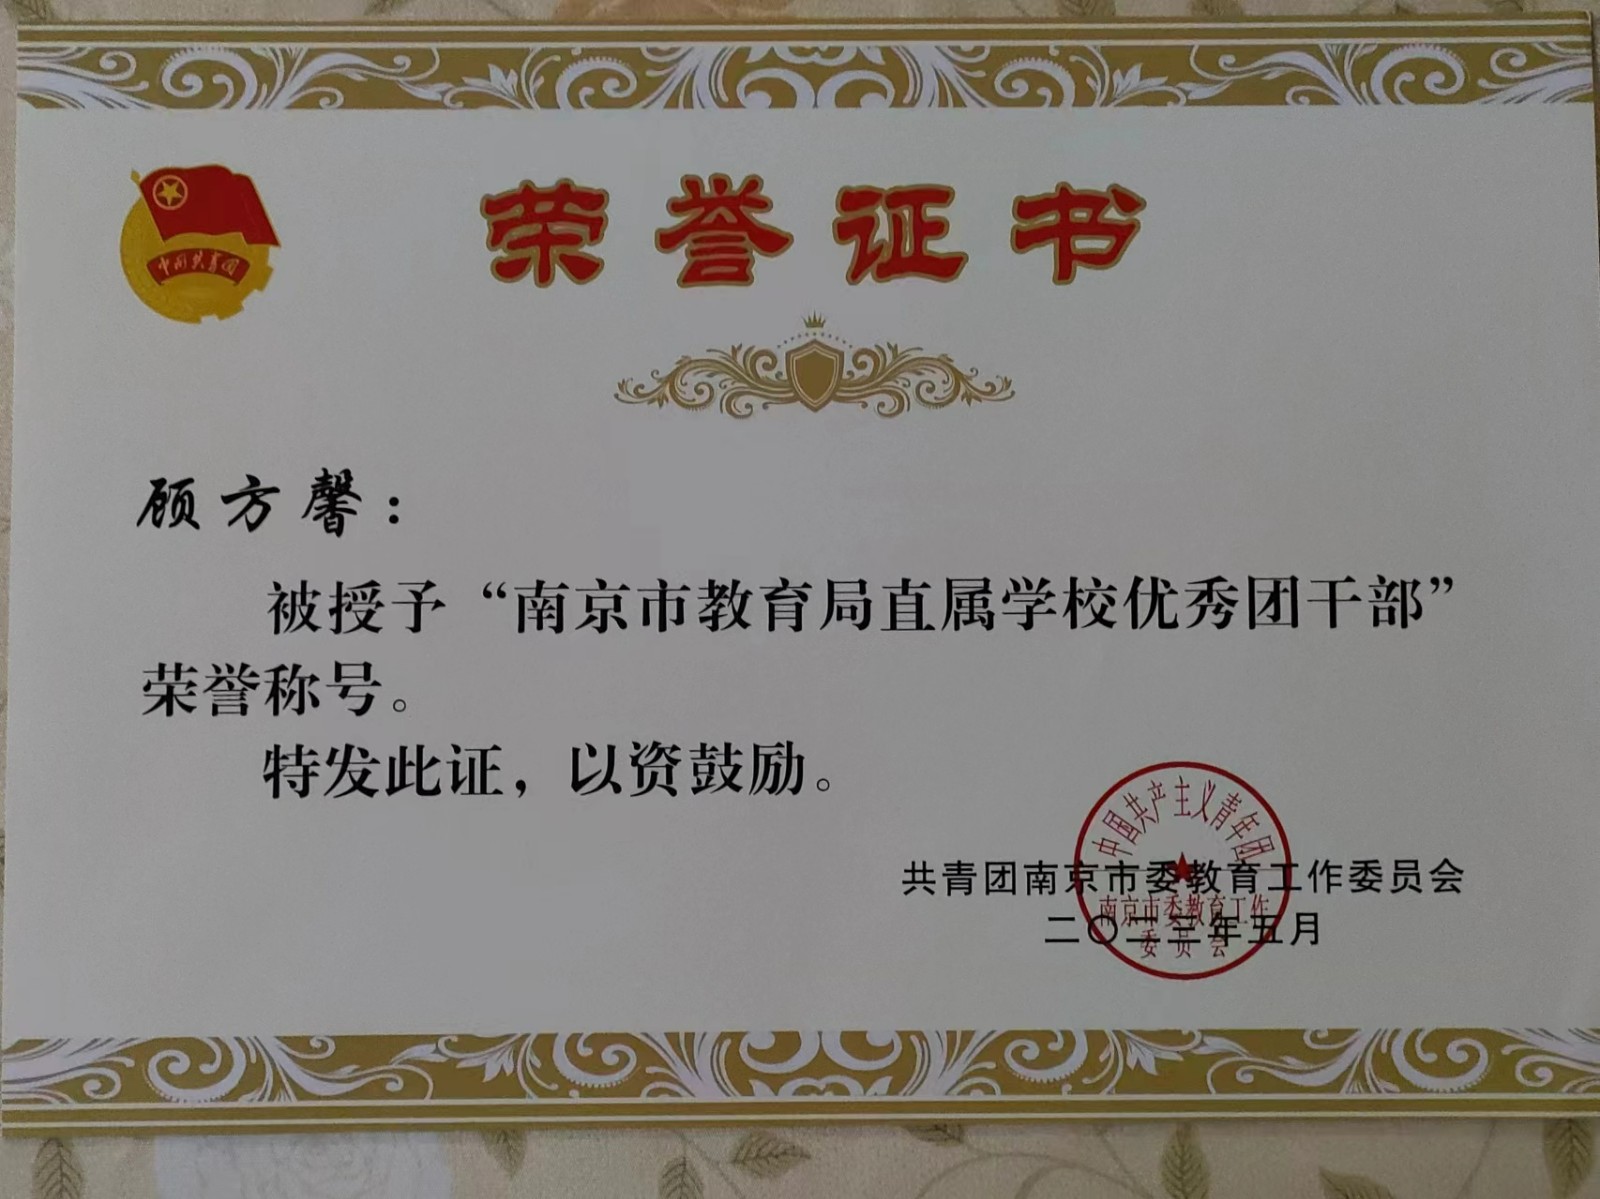 中国共青团
荣誉证书
顾方馨：
被授予“南京市教育局直属学校优秀团干部”
荣誉称号。
特发此证，以资鼓励。
中国共产主义青年团
共青团南京市委教育工作委员会
南京市委教育工作
二〇二三年五月
委员会